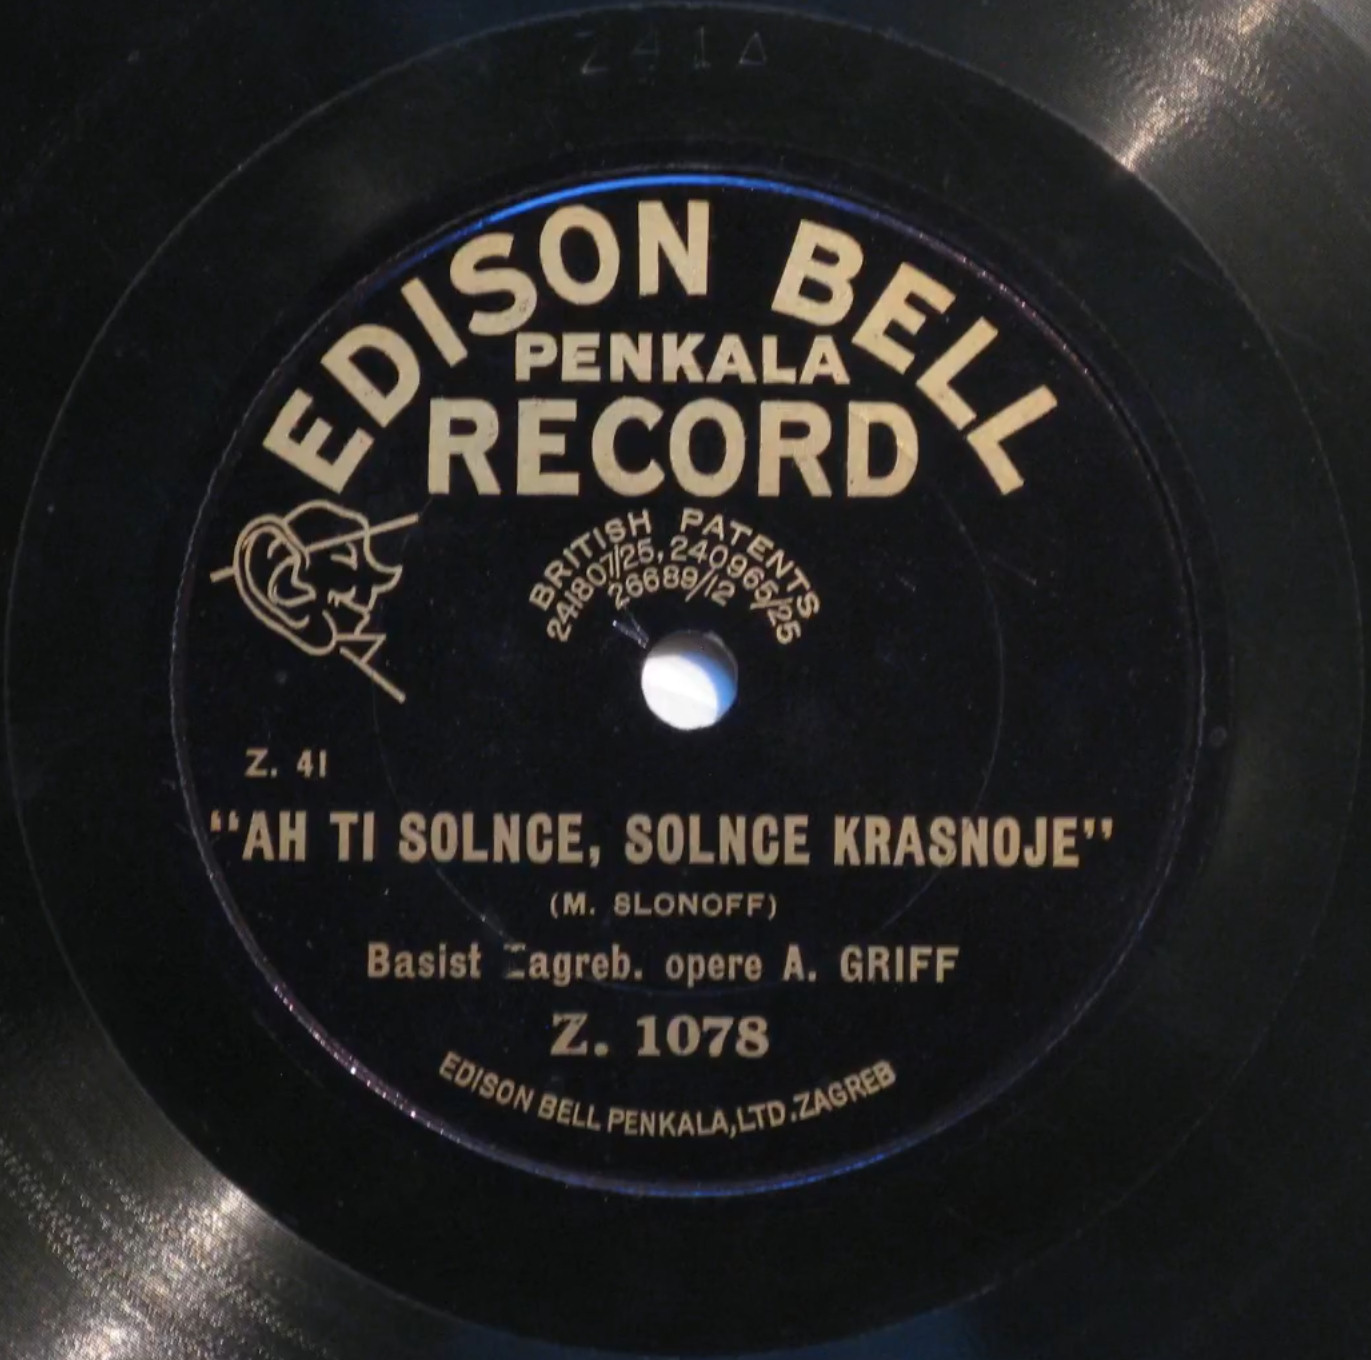 Z41Δ
EDISON BELL
PENKALA
RECORD
BRITISH PATENTS
241807/25, 240965/25
26689/12
Z. 41
“AH TI SOLNCE, SOLNCE KRASNOJE”
(M. SLONOFF)
Basist Zagreb. opere A. GRIFF
Z. 1078
EDISON BELL PENKALA, LTD. ZAGREB